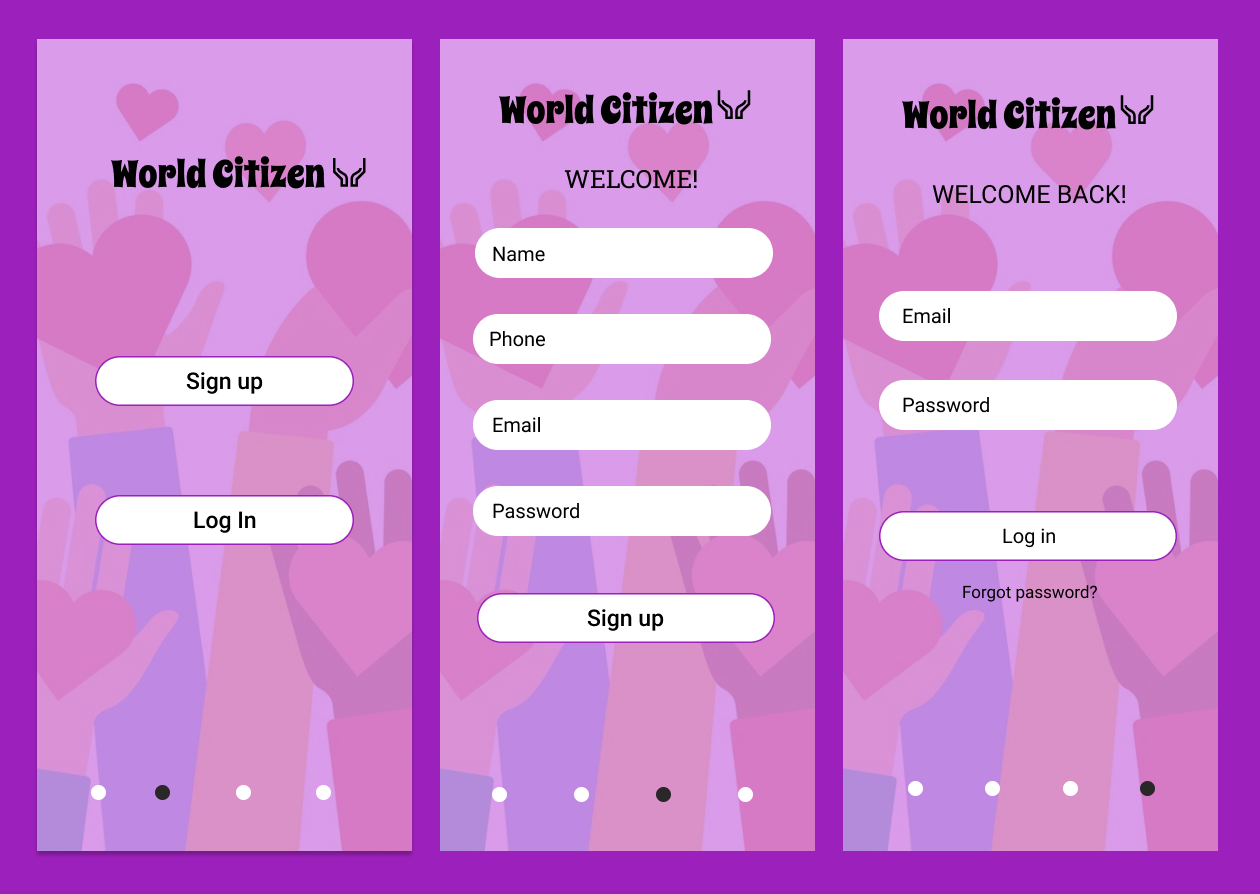 World Citizen
Sign up
Log In
World Citizen
WELCOME!
Name
Phone
Email
Password
Sign up
World Citizen
WELCOME BACK!
Email
Password
Log in
Forgot password?